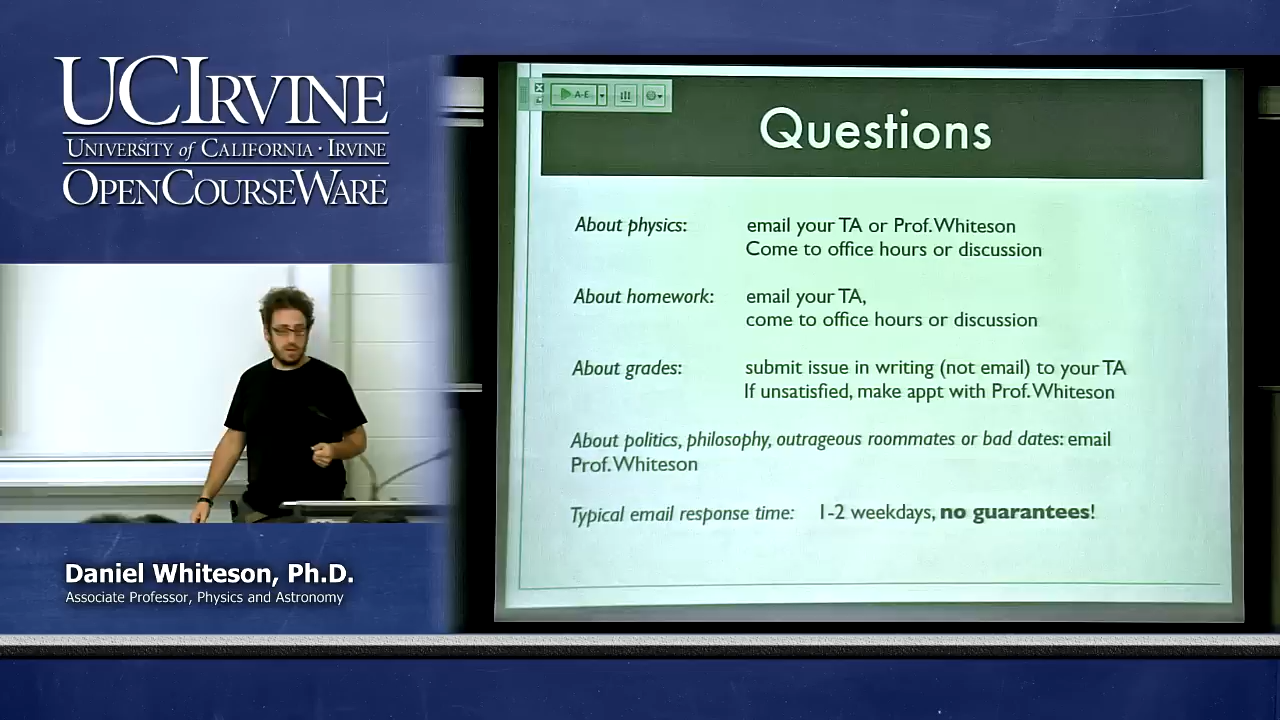 UCIRVINE
UNIVERSITY of CALIFORNIA · IRVINE
OPENCOURSEWARE
Daniel Whiteson, Ph.D.
Associate Professor, Physics and Astronomy
A-E
Questions
About physics: email your TA or Prof. Whiteson
Come to office hours or discussion
About homework: email your TA,
come to office hours or discussion
About grades: submit issue in writing (not email) to your TA
If unsatisfied, make appt with Prof. Whiteson
About politics, philosophy, outrageous roommates or bad dates: email
Prof. Whiteson
Typical email response time: 1-2 weekdays, no guarantees!